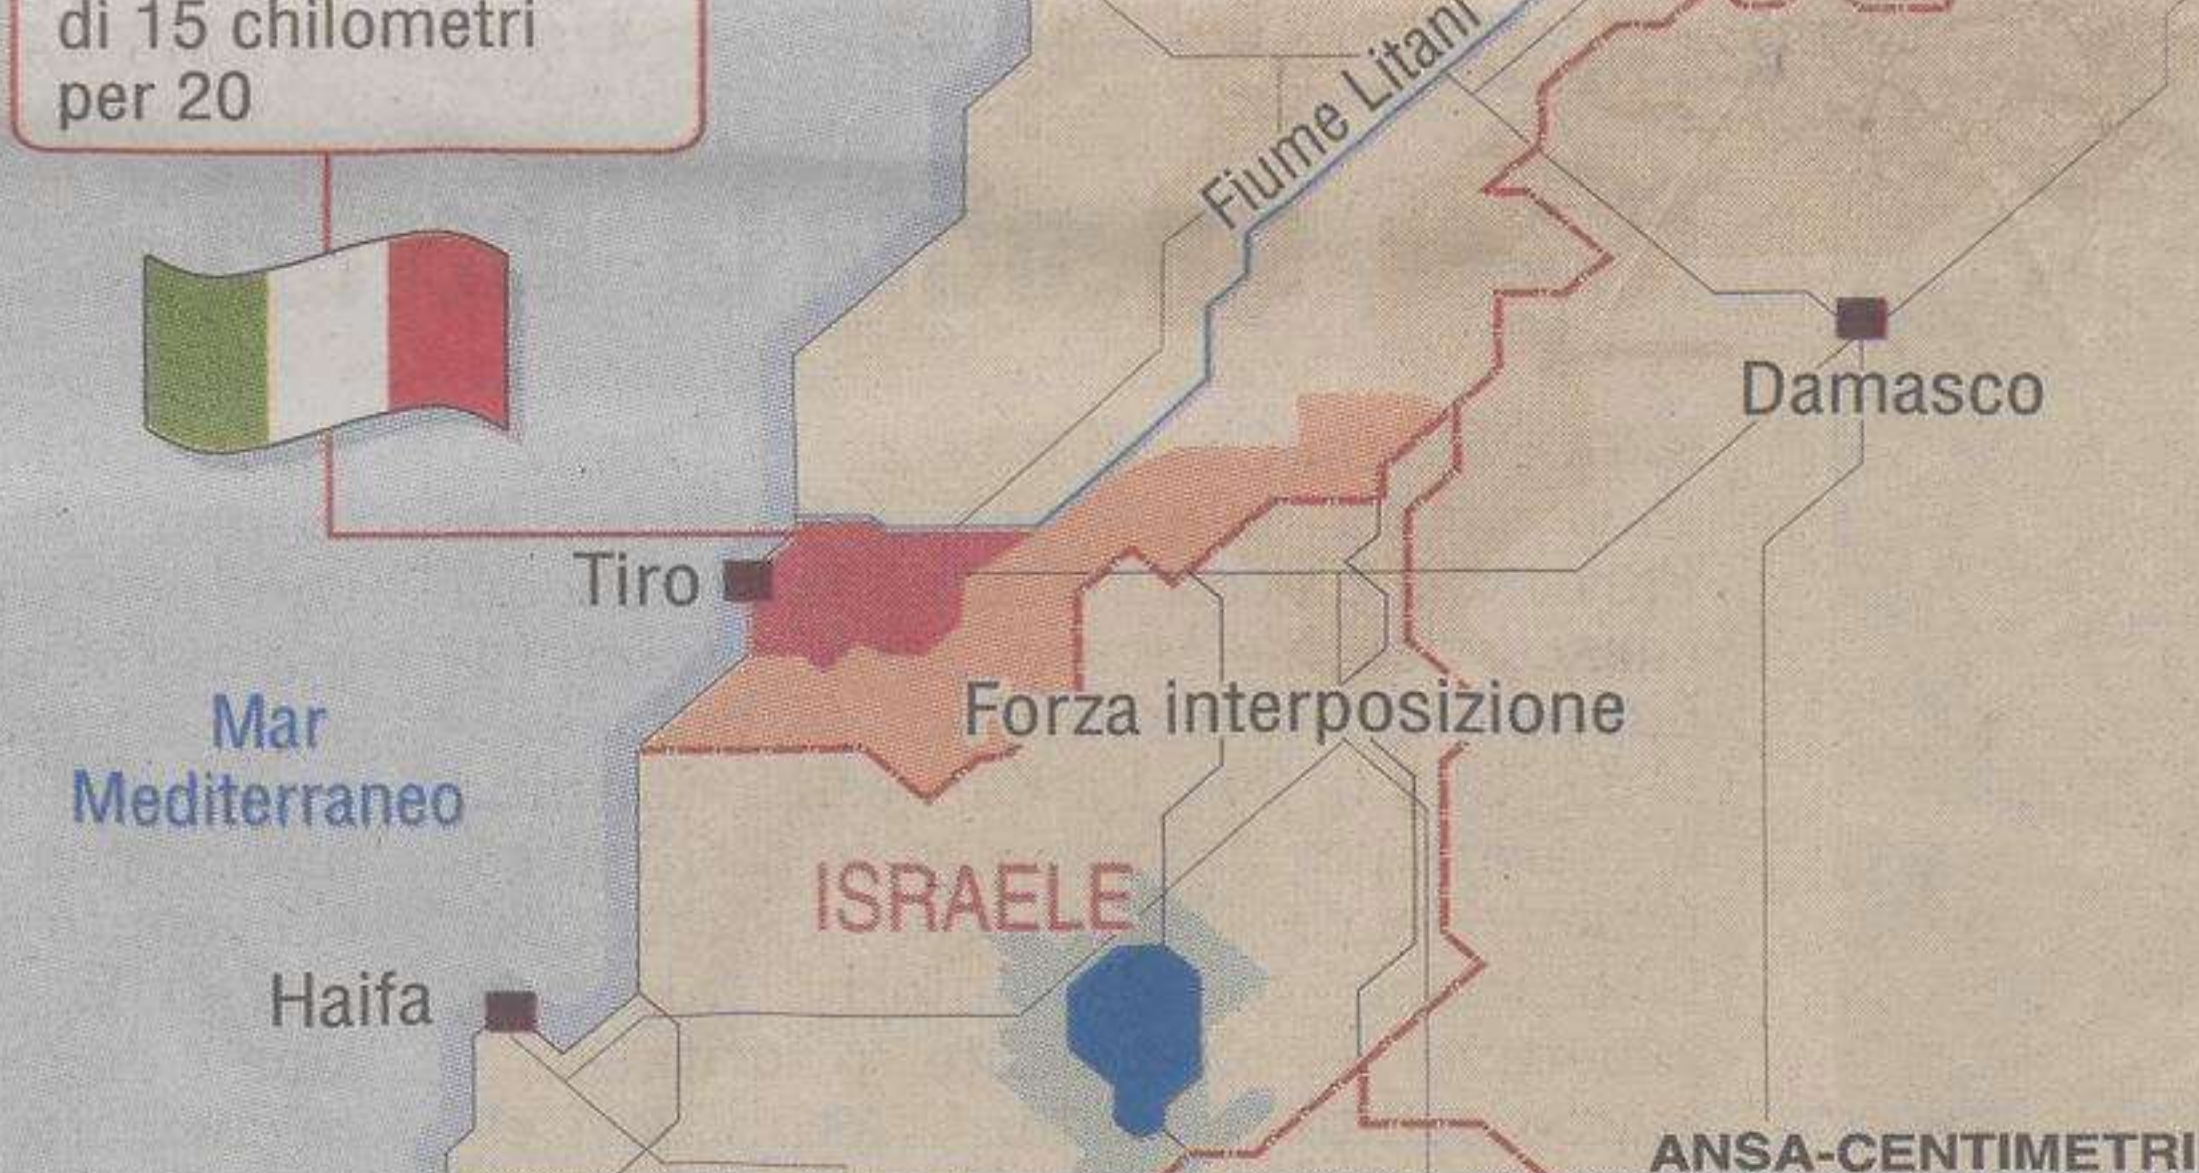 di 15 chilometri
per 20
Fiume Litani
Damasco
Tiro
Forza interposizione
Mar
Mediterraneo
ISRAELE
Haifa
ANSA-CENTIMETRI